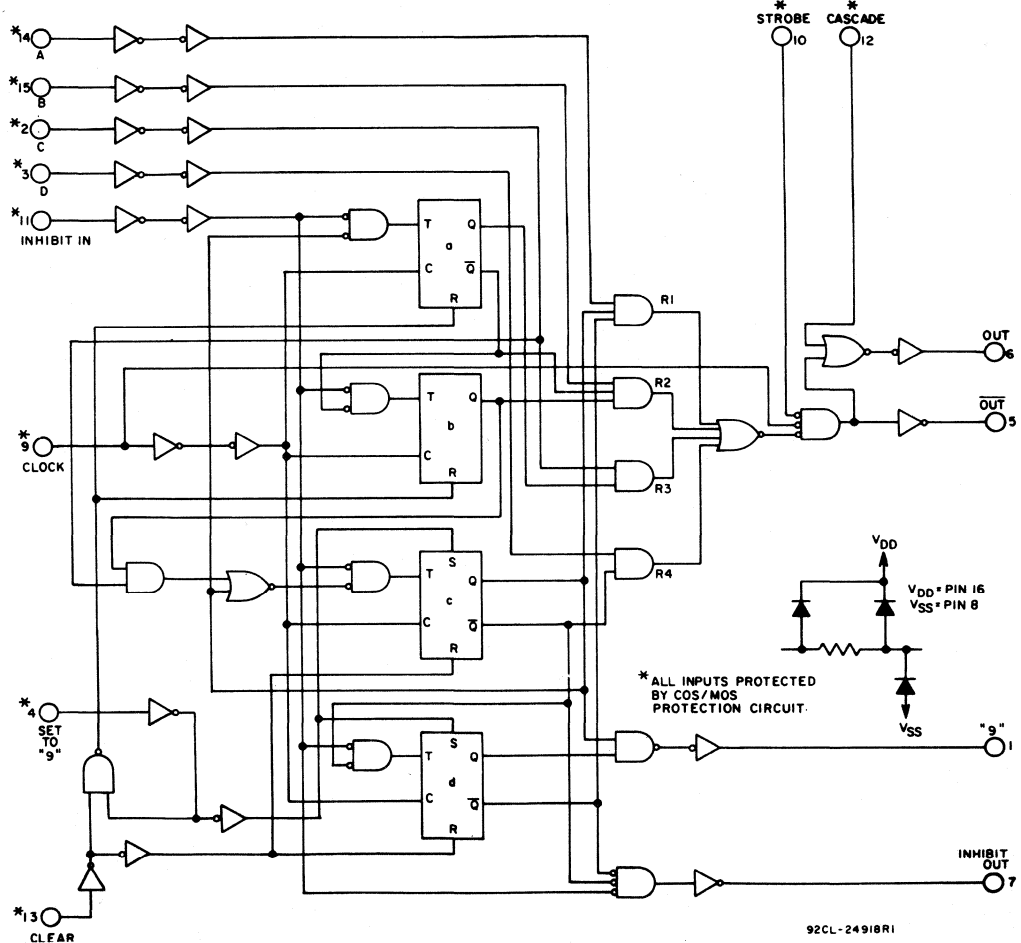 *
STROBE
10
*
CASCADE
12
*14
A
*15
B
*2
C
*3
D
*11
INHIBIT IN
T Q
a
C Q̅
R
R1
OUT
6
T Q
b
C
R
R2
O̅U̅T̅
5
*
9
CLOCK
R3
S
T Q
c
C Q̅
R
R4
VDD
VDD = PIN 16
VSS = PIN 8
VSS
* ALL INPUTS PROTECTED
BY COS/MOS
PROTECTION CIRCUIT.
*4
SET
TO
"9"
S
T Q
d
C Q̅
R
"9"
1
INHIBIT
OUT
7
*13
CLEAR
92CL-24918R1